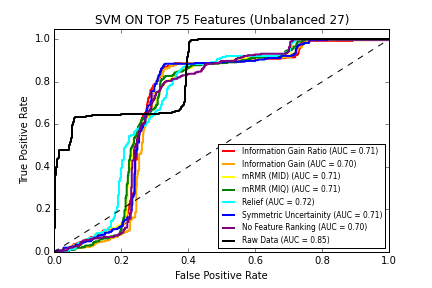 SVM ON TOP 75 Features (Unbalanced 27)
True Positive Rate
1.0
0.8
0.6
0.4
0.2
0.0
Information Gain Ratio (AUC = 0.71)
Information Gain (AUC = 0.70)
mRMR (MID) (AUC = 0.71)
mRMR (MIQ) (AUC = 0.71)
Relief (AUC = 0.72)
Symmetric Uncertainity (AUC = 0.71)
No Feature Ranking (AUC = 0.70)
Raw Data (AUC = 0.85)
0.0 0.2 0.4 0.6 0.8 1.0
False Positive Rate